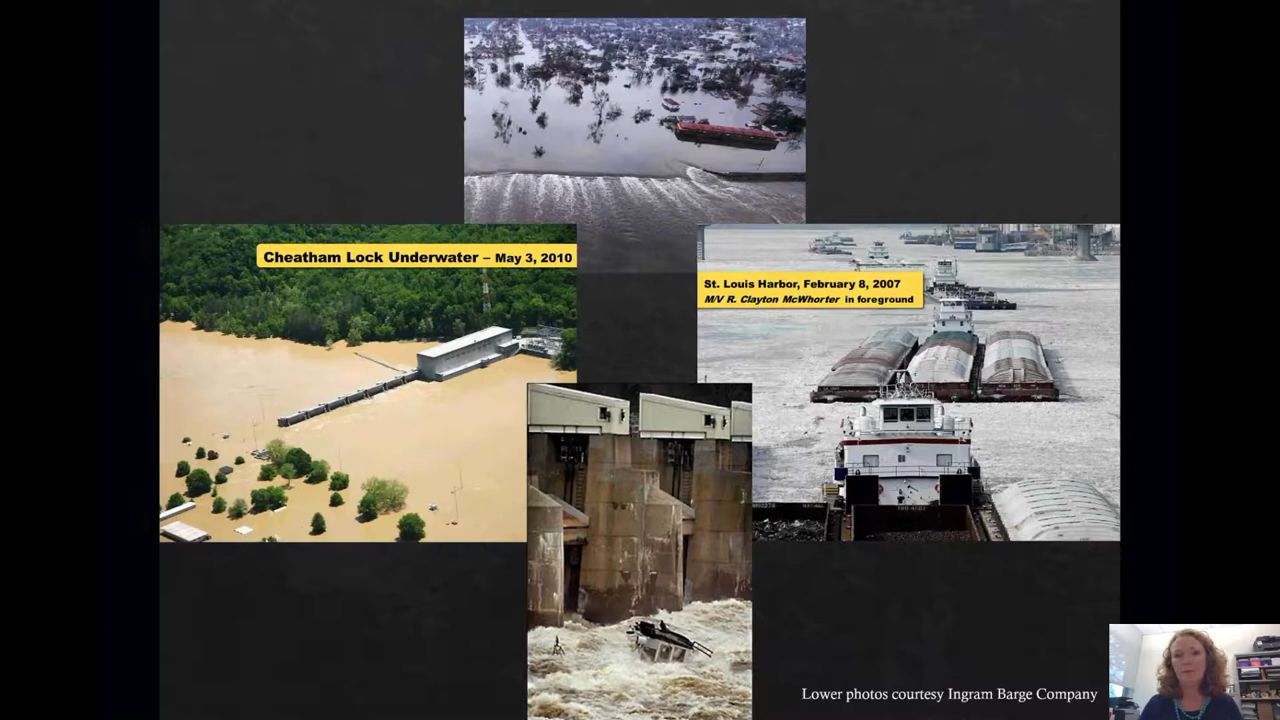 Cheatham Lock Underwater – May 3, 2010
St. Louis Harbor, February 8, 2007
M/V R. Clayton McWhorter in foreground
Lower photos courtesy Ingram Barge Company